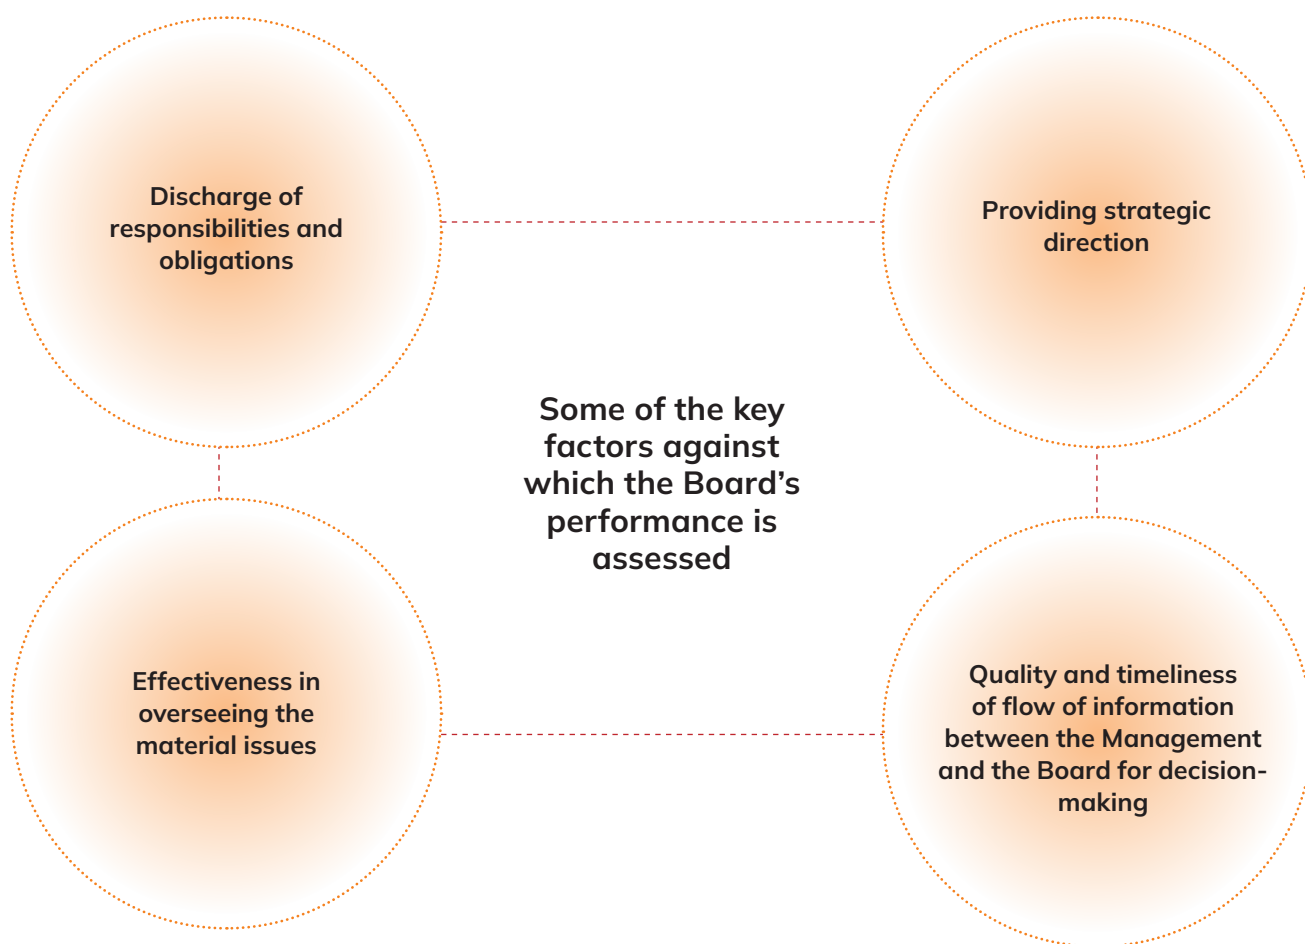 Discharge of
responsibilities and
obligations
Providing strategic
direction
Some of the key
factors against
which the Board’s
performance is
assessed
Effectiveness in
overseeing the
material issues
Quality and timeliness
of flow of information
between the Management
and the Board for decision-
making